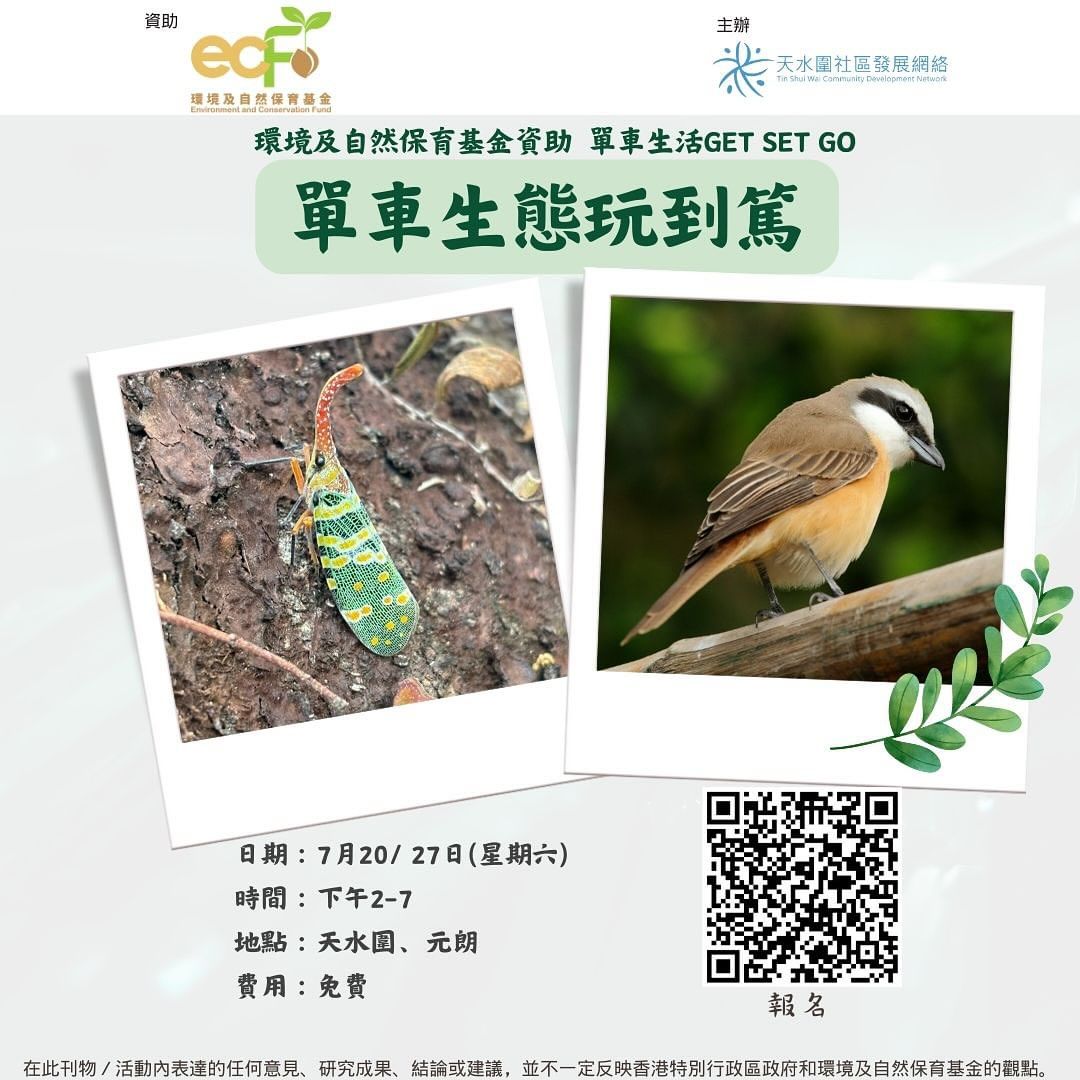 資助
主辦
ecf
環境及自然保育基金
Environment and Conservation Fund
天水圍社區發展網絡
Tin Shui Wai Community Development Network
環境及自然保育基金資助 單車生活GET SET GO
單車生態玩到篤
日期：7月20/ 27日(星期六)
時間：下午2-7
地點：天水圍、元朗
費用：免費
報名
在此刊物 / 活動內表達的任何意見、研究成果、結論或建議，並不一定反映香港特別行政區政府和環境及自然保育基金的觀點。